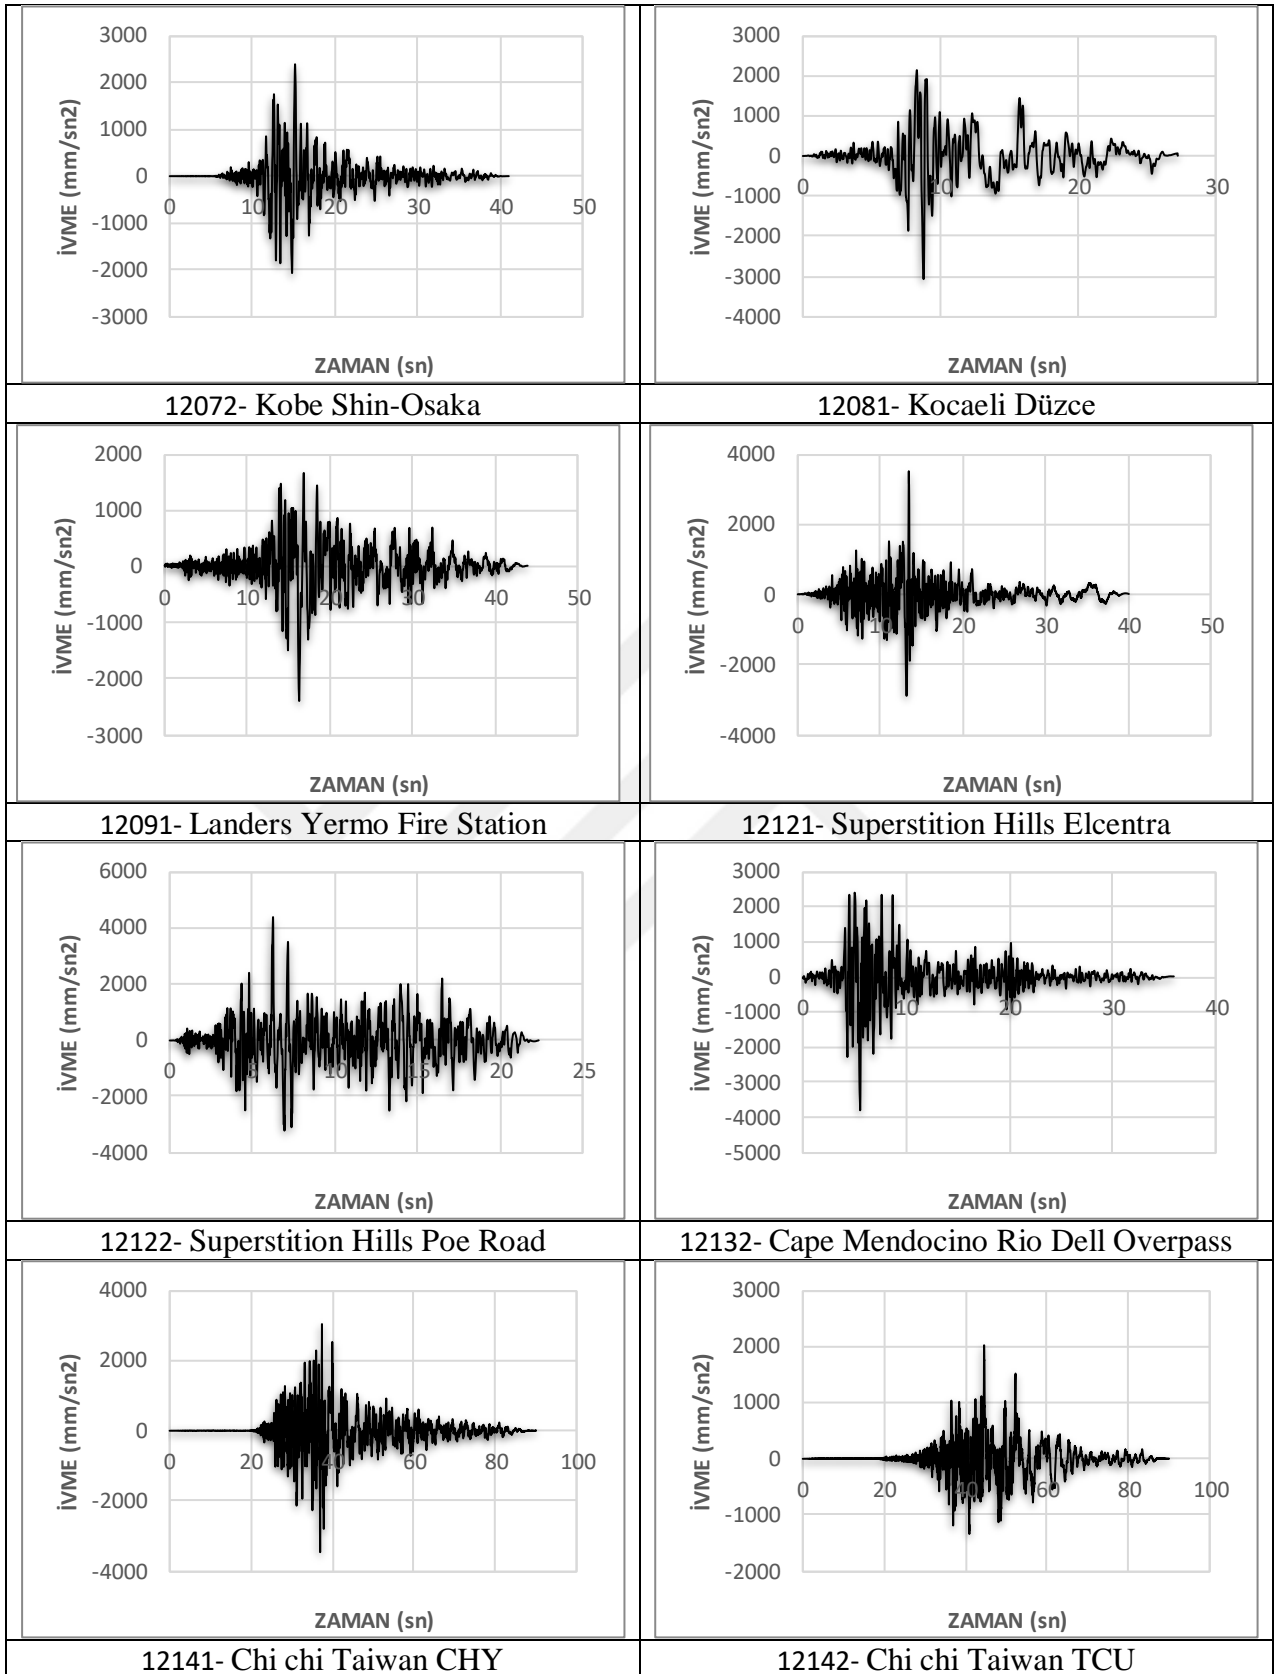 3000
2000
1000
0
-1000
-2000
-3000
0 10 20 30 40 50
iVME (mm/sn2)
ZAMAN (sn)
12072- Kobe Shin-Osaka
3000
2000
1000
0
-1000
-2000
-3000
-4000
0 10 20 30
iVME (mm/sn2)
ZAMAN (sn)
12081- Kocaeli Düzce
2000
1000
0
-1000
-2000
-3000
0 10 20 30 40 50
iVME (mm/sn2)
ZAMAN (sn)
12091- Landers Yermo Fire Station
4000
2000
0
-2000
-4000
0 10 20 30 40 50
iVME (mm/sn2)
ZAMAN (sn)
12121- Superstition Hills Elcentra
6000
4000
2000
0
-2000
-4000
0 5 10 15 20 25
iVME (mm/sn2)
ZAMAN (sn)
12122- Superstition Hills Poe Road
3000
2000
1000
0
-1000
-2000
-3000
-4000
-5000
0 10 20 30 40
iVME (mm/sn2)
ZAMAN (sn)
12132- Cape Mendocino Rio Dell Overpass
4000
2000
0
-2000
-4000
0 20 40 60 80 100
iVME (mm/sn2)
ZAMAN (sn)
12141- Chi chi Taiwan CHY
3000
2000
1000
0
-1000
-2000
0 20 40 60 80 100
iVME (mm/sn2)
ZAMAN (sn)
12142- Chi chi Taiwan TCU